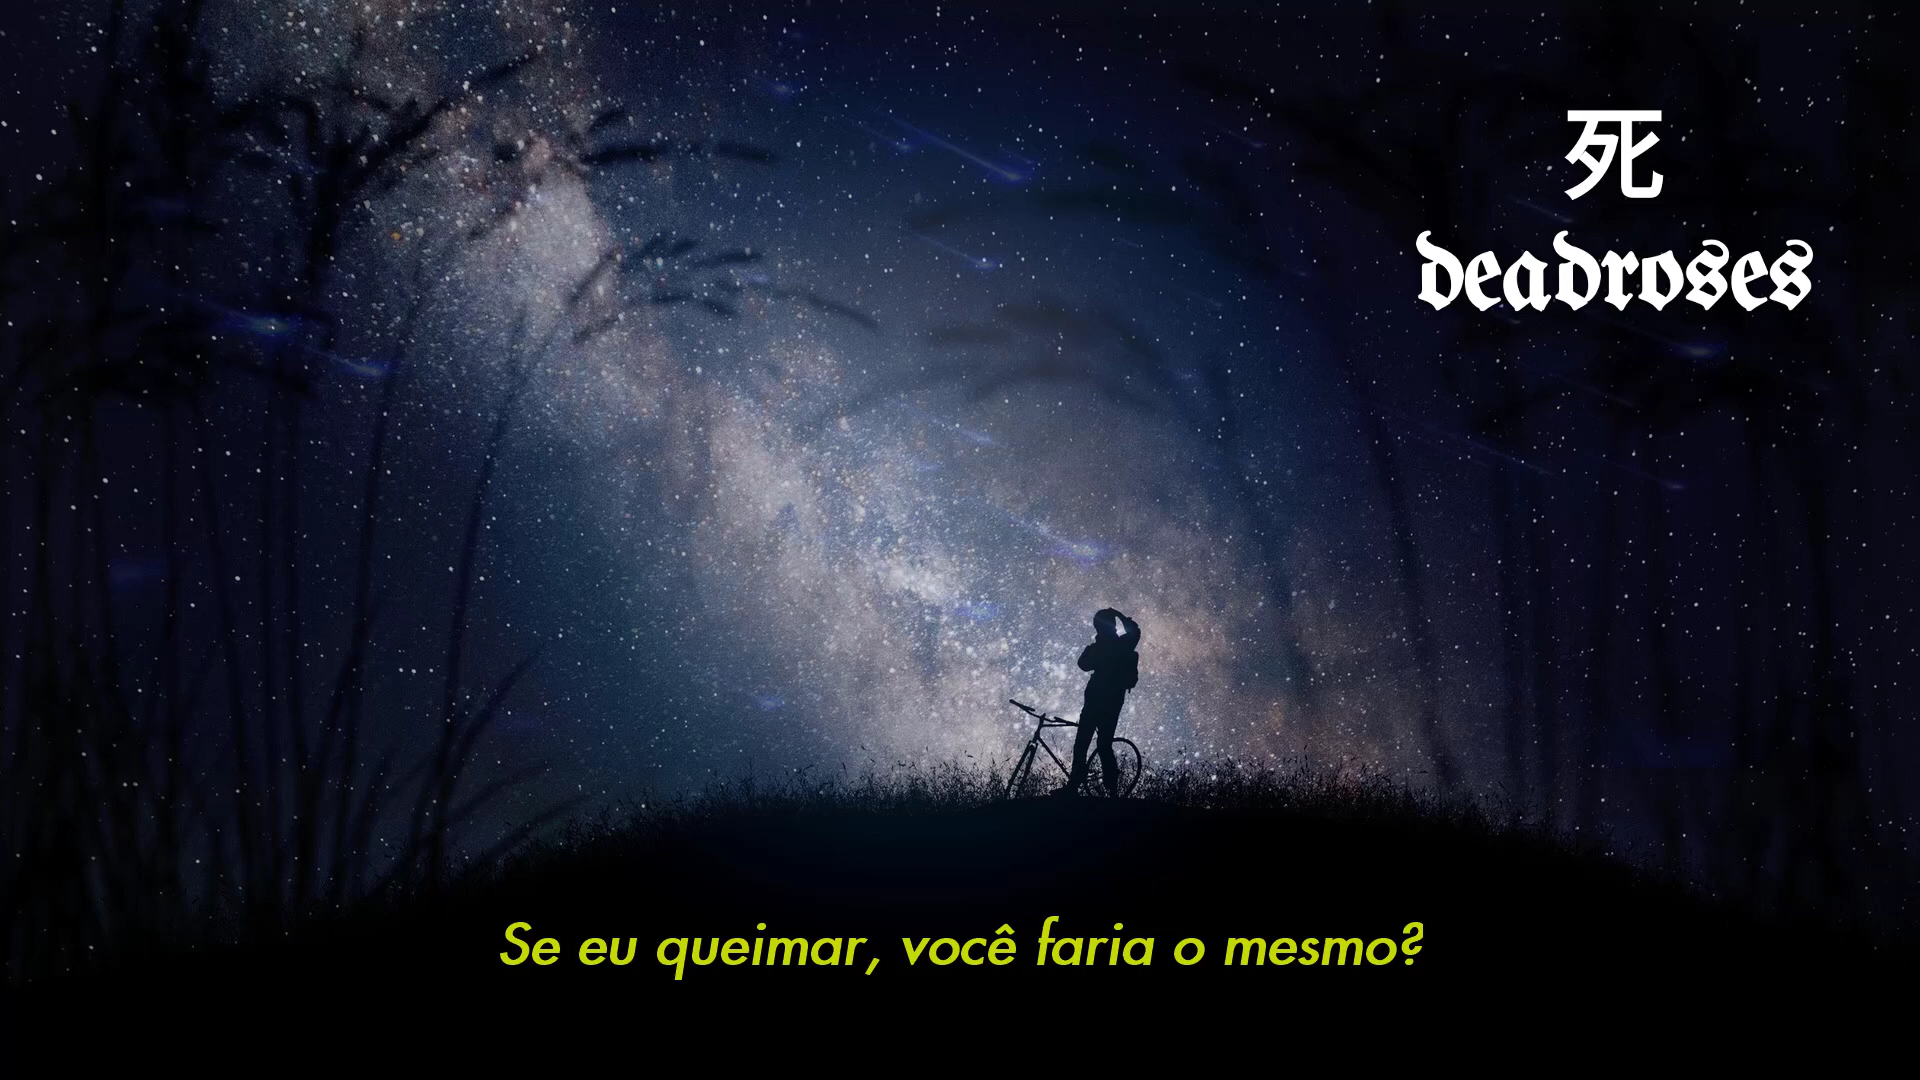 死
deadroses
Se eu queimar, você faria o mesmo?